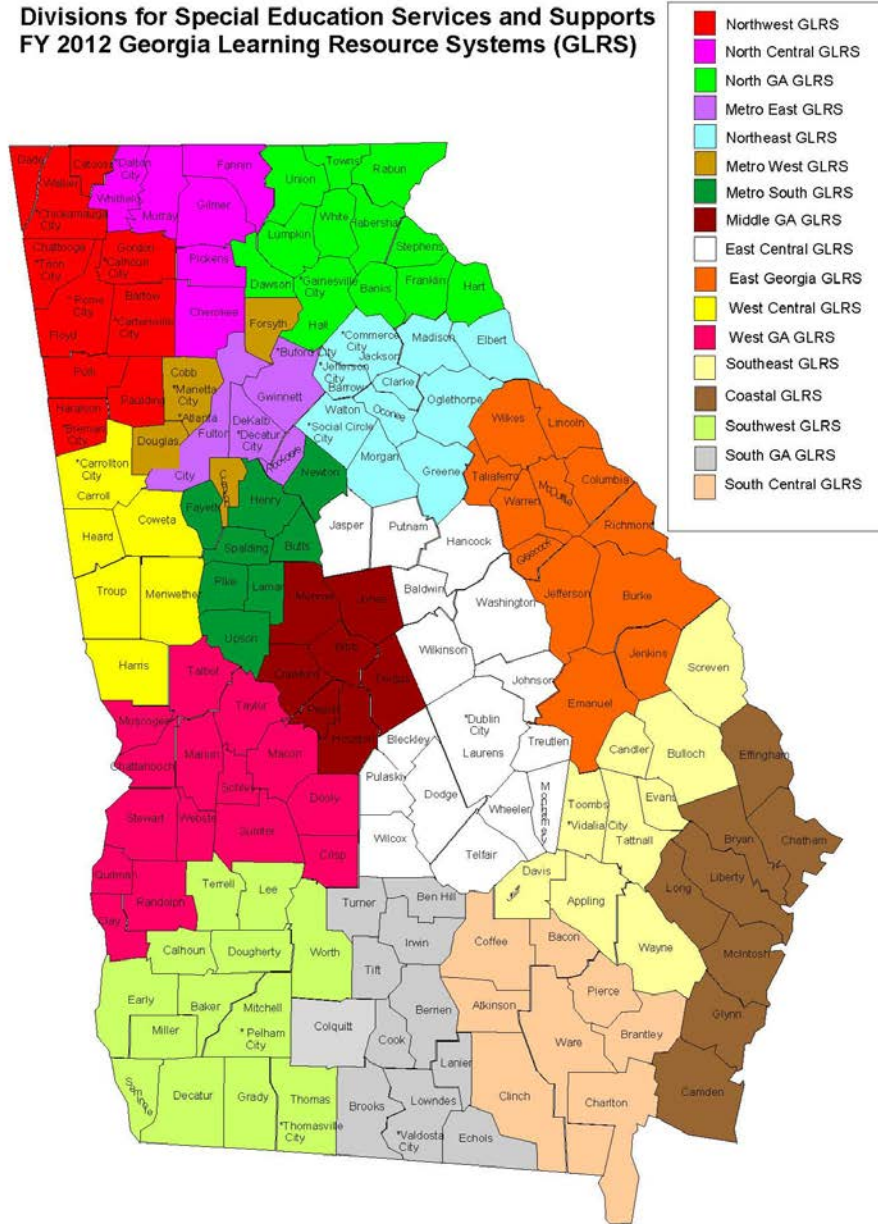 Divisions for Special Education Services and Supports
FY 2012 Georgia Learning Resource Systems (GLRS)
Northwest GLRS
North Central GLRS
North GA GLRS
Metro East GLRS
Northeast GLRS
Metro West GLRS
Metro South GLRS
Middle GA GLRS
East Central GLRS
East Georgia GLRS
West Central GLRS
West GA GLRS
Southeast GLRS
Coastal GLRS
Southwest GLRS
South GA GLRS
South Central GLRS
Dade
Walker
Catoosa
*Dalton
City
Whitfield
Murray
Fannin
Gilmer
Union
Towns
Rabun
*Chickamauga
City
White
Habersham
Lumpkin
Stephens
Chattooga
*Trion
City
Gordon
*Calhoun
City
Pickens
Dawson
*Gainesville
City
Banks
Franklin
Hart
Floyd
*Rome
City
Bartow
*Cartersville
City
Cherokee
Forsyth
Hall
Madison
Elbert
*Commerce
City
Jackson
*Buford City
*Jefferson
City
Barrow
Clarke
Polk
Paulding
Cobb
*Marietta
City
Gwinnett
Oglethorpe
Haralson
*Bremen
City
*Atlanta
Fulton
City
DeKalb
*Decatur
City
Walton
*Social Circle
City
Oconee
Wilkes
Lincoln
Douglas
Rockdale
Morgan
Greene
Taliaferro
Columbia
*Carrollton
City
Carroll
Newton
Warren
McDuffie
Richmond
Coweta
Fayette
Henry
Jasper
Putnam
Hancock
Glascock
Heard
Spalding
Butts
Baldwin
Jefferson
Burke
Troup
Meriwether
Pike
Lamar
Monroe
Jones
Washington
Upson
Bibb
Wilkinson
Jenkins
Screven
Harris
Talbot
Crawford
Twiggs
Johnson
Emanuel
Muscogee
Taylor
Peach
Houston
Bleckley
*Dublin
City
Laurens
Treutlen
Candler
Bulloch
Effingham
Chattahooch
Marion
Macon
Schley
Pulaski
Dodge
Wheeler
Montgomery
Toombs
*Vidalia City
Evans
Tattnall
Stewart
Webster
Sumter
Dooly
Wilcox
Telfair
Bryan
Chatham
Quitman
Crisp
Liberty
Long
Clay
Randolph
Terrell
Lee
Turner
Ben Hill
Davis
Appling
Wayne
Calhoun
Dougherty
Worth
Irwin
Coffee
Bacon
McIntosh
Tift
Early
Baker
Mitchell
*Pelham
City
Miller
Colquitt
Berrien
Cook
Atkinson
Pierce
Brantley
Glynn
Ware
Lanier
Decatur
Grady
Thomas
*Thomasville
City
Brooks
Lowndes
*Valdosta
City
Echols
Clinch
Charlton
Camden